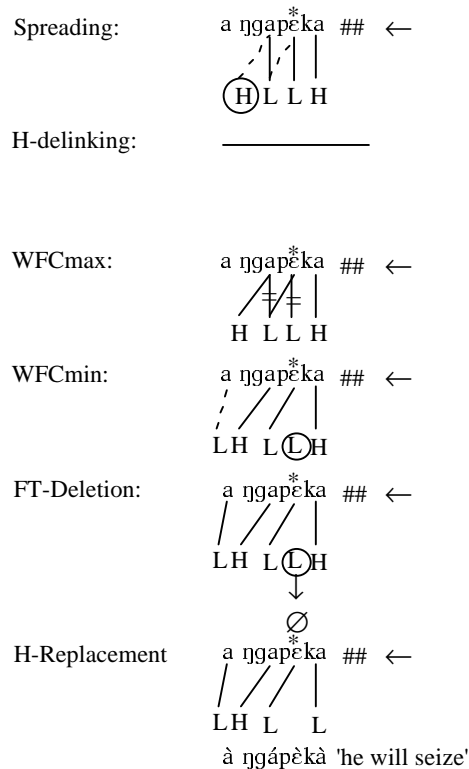 Spreading: a ŋgapɛ*ka ## ←
H L L H
H-delinking:
WFCmax: a ŋgapɛ*ka ## ←
H L L H
WFCmin: a ŋgapɛ*ka ## ←
L H L L H
FT-Deletion: a ŋgapɛ*ka ## ←
L H L L H
∅
H-Replacement a ŋgapɛ*ka ## ←
L H L L
à ŋgápɛ̀kà 'he will seize'